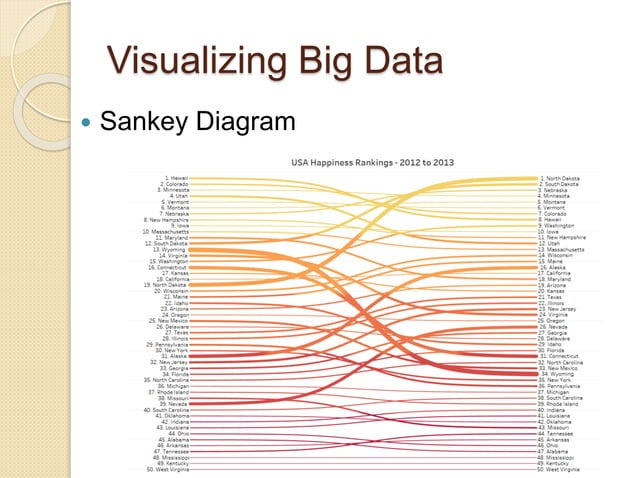 Visualizing Big Data
Sankey Diagram
USA Happiness Rankings - 2012 to 2013
1. Hawaii
2. Colorado
3. Minnesota
4. Utah
5. Vermont
6. Montana
7. Nebraska
8. New Hampshire
9. Iowa
10. Massachusetts
11. Maryland
12. South Dakota
13. Wyoming
14. Virginia
15. Washington
16. Connecticut
17. Kansas
18. California
19. North Dakota
20. Wisconsin
21. Maine
22. Idaho
23. Arizona
24. Oregon
25. New Mexico
26. Delaware
27. Texas
28. Illinois
29. Pennsylvania
30. New York
31. Alaska
32. New Jersey
33. Georgia
34. Florida
35. North Carolina
36. Michigan
37. Rhode Island
38. Missouri
39. Nevada
40. South Carolina
41. Oklahoma
42. Indiana
43. Louisiana
44. Ohio
45. Alabama
46. Arkansas
47. Tennessee
48. Mississippi
49. Kentucky
50. West Virginia
1. North Dakota
2. South Dakota
3. Nebraska
4. Minnesota
5. Montana
6. Vermont
7. Colorado
8. Hawaii
9. Washington
10. Iowa
11. New Hampshire
12. Utah
13. Massachusetts
14. Wisconsin
15. Maine
16. Alaska
17. California
18. Maryland
19. Arizona
20. Kansas
21. Texas
22. Illinois
23. New Jersey
24. Virginia
25. Oregon
26. Nevada
27. Georgia
28. Delaware
29. Idaho
30. Florida
31. Connecticut
32. North Carolina
33. New Mexico
34. Wyoming
35. New York
36. Pennsylvania
37. Michigan
38. South Carolina
39. Rhode Island
40. Indiana
41. Louisiana
42. Oklahoma
43. Missouri
44. Tennessee
45. Arkansas
46. Ohio
47. Alabama
48. Mississippi
49. Kentucky
50. West Virginia